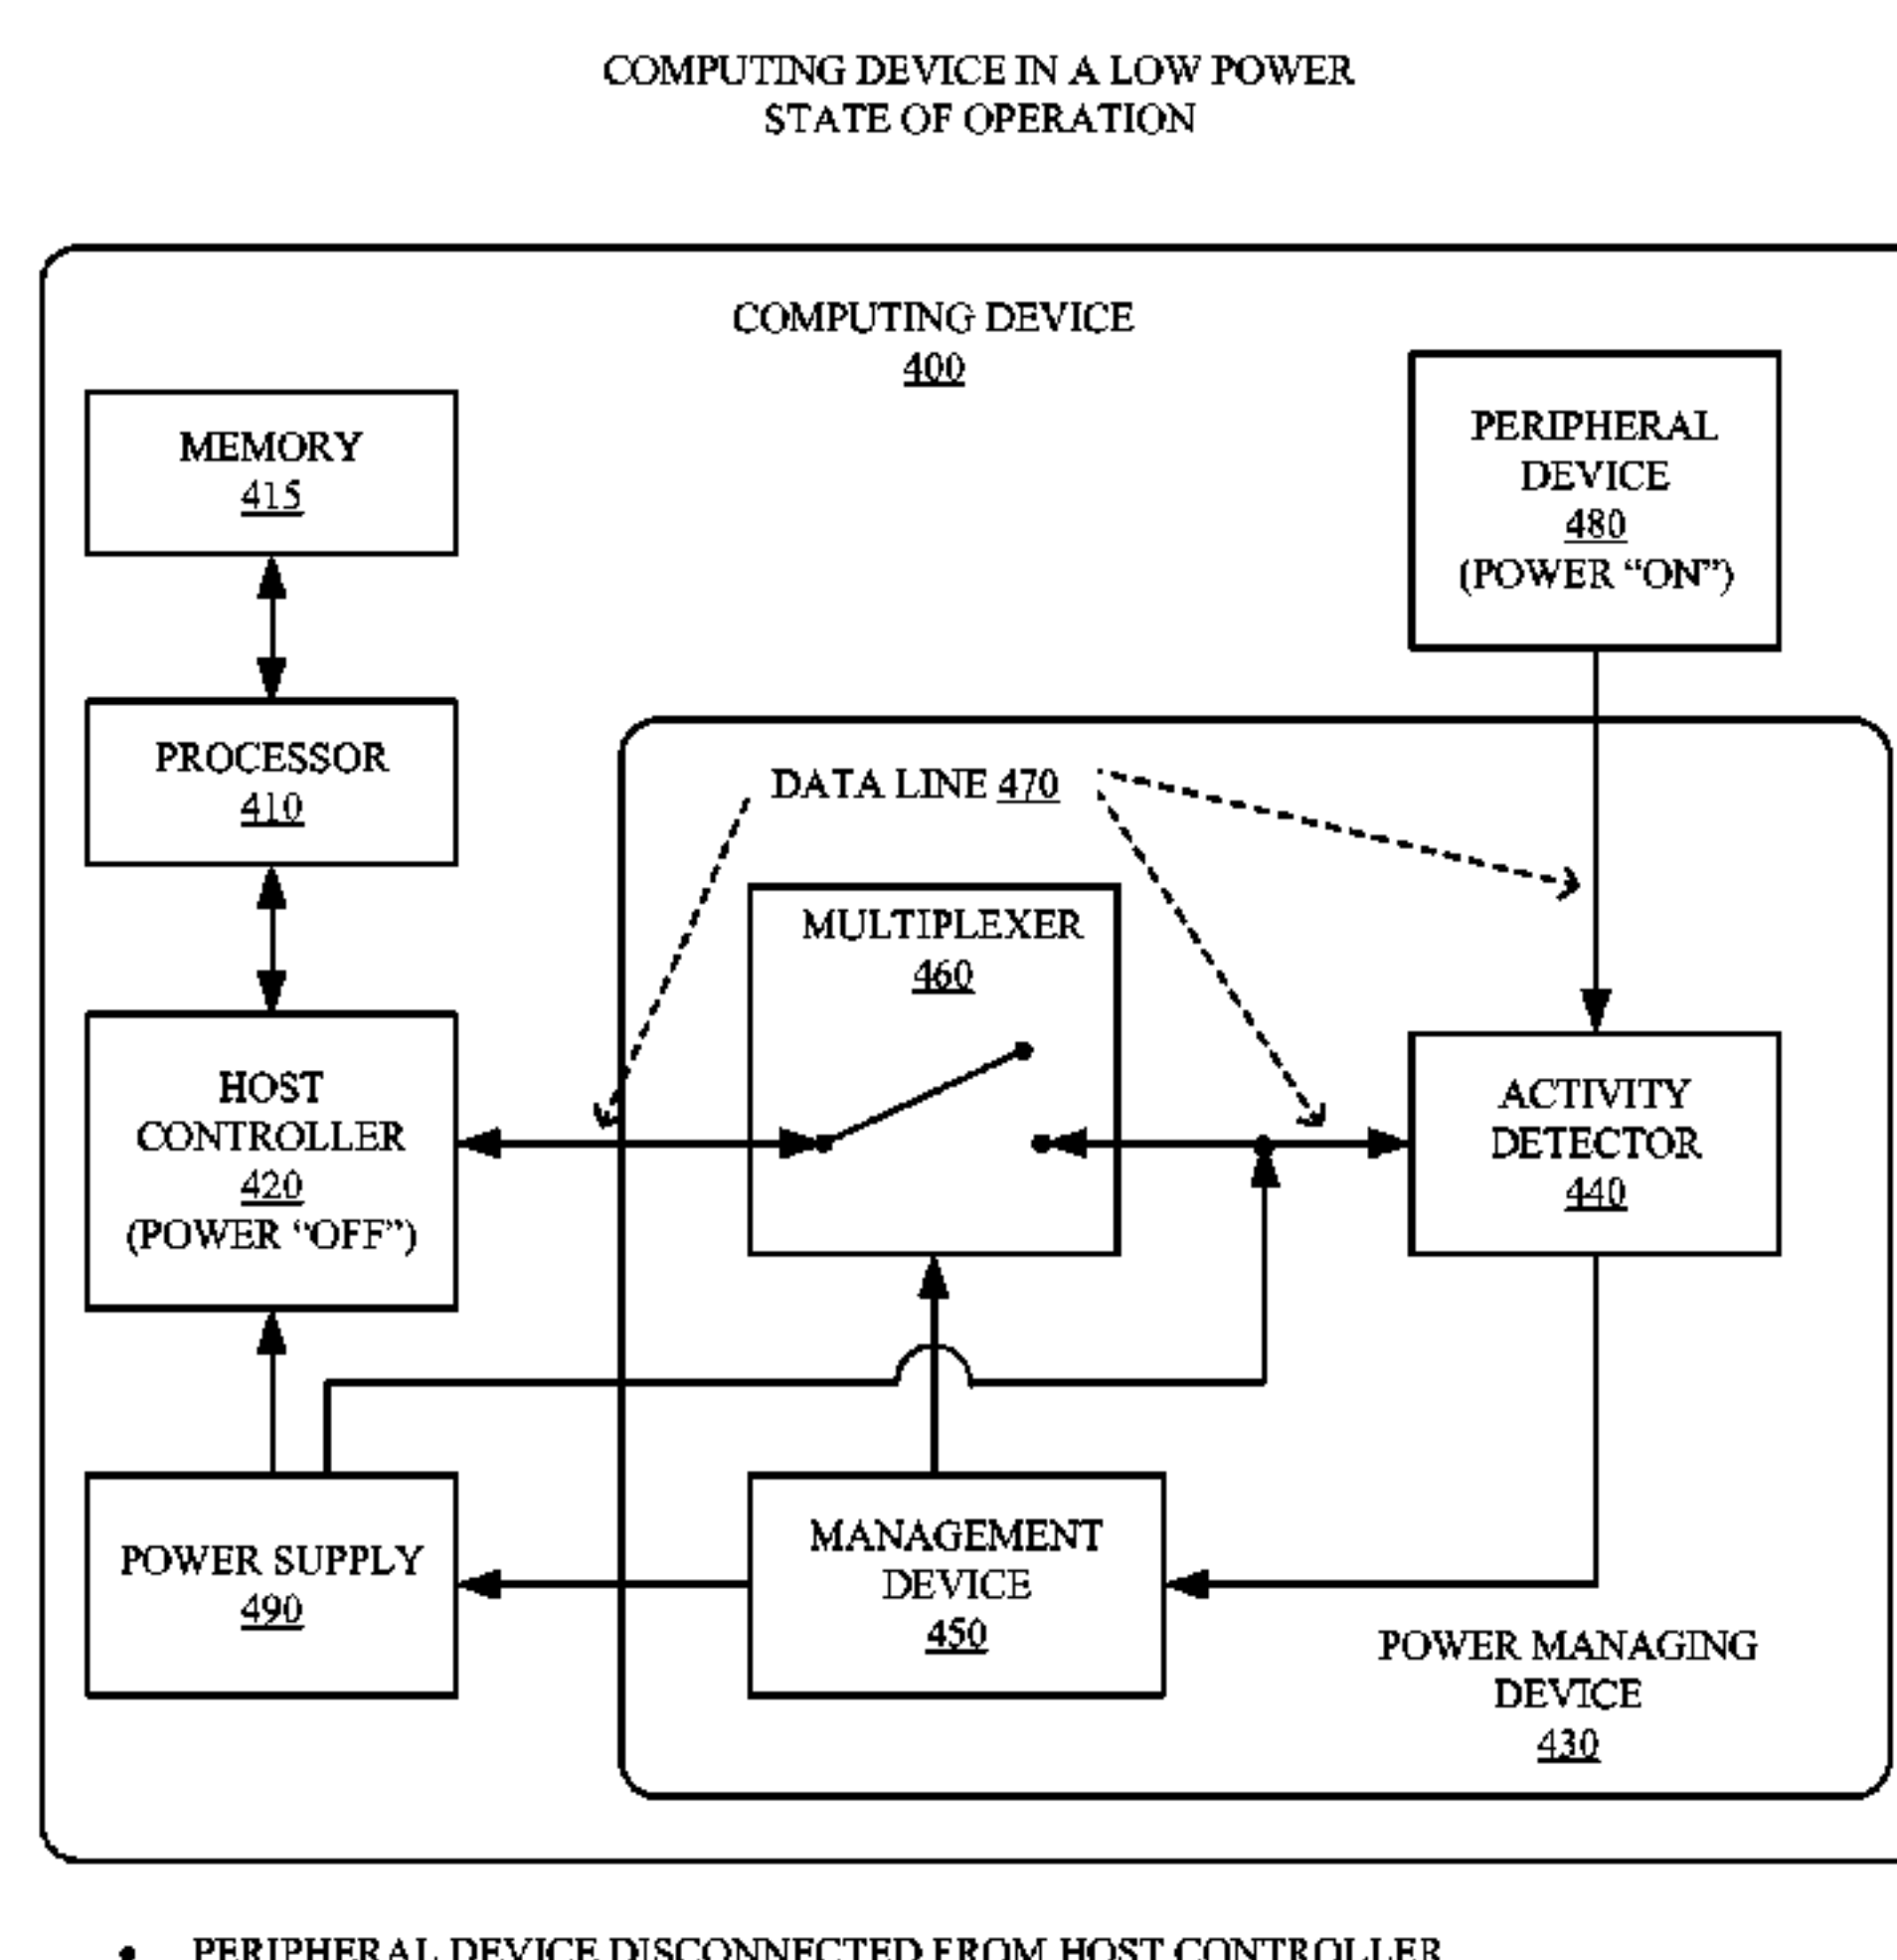 COMPUTING DEVICE IN A LOW POWER
STATE OF OPERATION
COMPUTING DEVICE
400
MEMORY
415
PERIPHERAL
DEVICE
480
(POWER “ON”)
PROCESSOR
410
DATA LINE 470
MULTIPLEXER
460
HOST
CONTROLLER
420
(POWER “OFF”)
ACTIVITY
DETECTOR
440
POWER SUPPLY
490
MANAGEMENT
DEVICE
450
POWER MANAGING
DEVICE
430
• PERIPHERAL DEVICE DISCONNECTED FROM HOST CONTROLLER